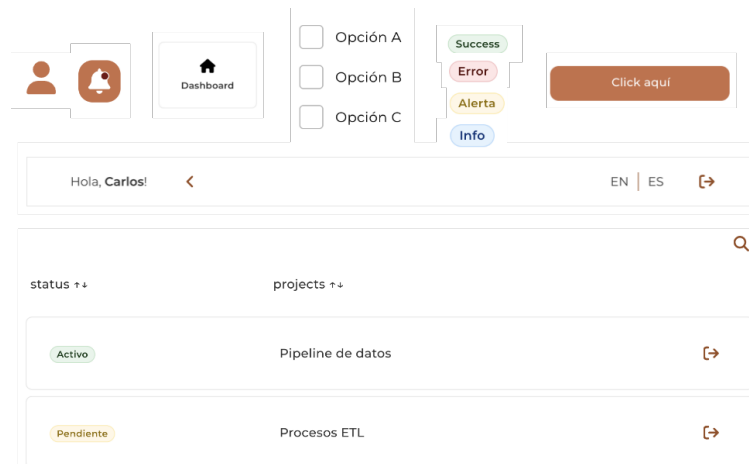 Dashboard
Opción A
Opción B
Opción C
Success
Error
Alerta
Info
Click aquí
Hola, Carlos!
EN | ES
status ↑↓ projects ↑↓
Activo Pipeline de datos
Pendiente Procesos ETL